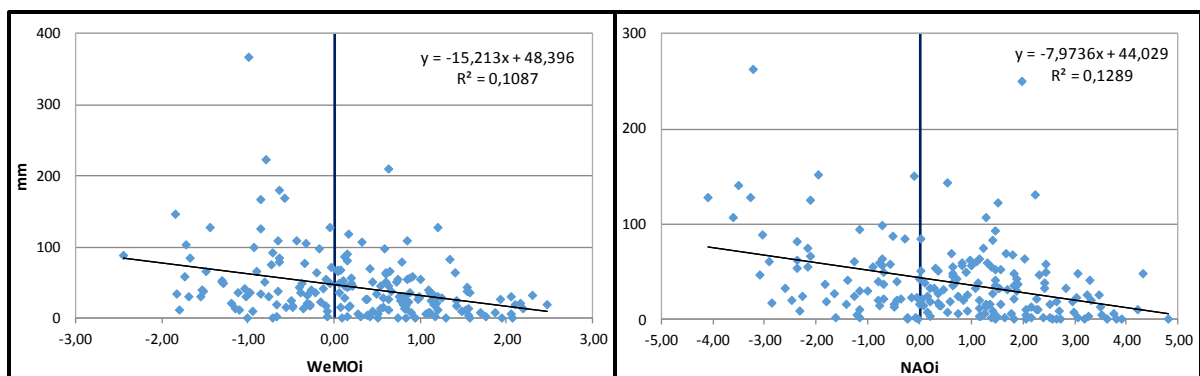 400
300
200
100
0
mm
-3,00 -2,00 -1,00 0,00 1,00 2,00 3,00
WeMOi
y = -15,213x + 48,396
R² = 0,1087
300
200
100
0
-5,00 -4,00 -3,00 -2,00 -1,00 0,00 1,00 2,00 3,00 4,00 5,00
NAOi
y = -7,9736x + 44,029
R² = 0,1289